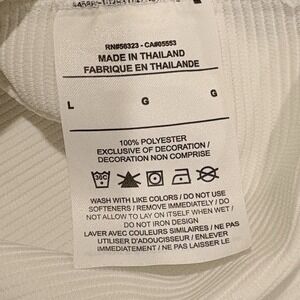 RN#56323 - CA#05553
MADE IN THAILAND
FABRIQUE EN THAILANDE
L G G
100% POLYESTER
EXCLUSIVE OF DECORATION /
DECORATION NON COMPRISE
30C
WASH WITH LIKE COLORS / DO NOT USE
SOFTENERS / REMOVE IMMEDIATELY / DO
NOT ALLOW TO LAY ON ITSELF WHEN WET /
DO NOT IRON DESIGN
LAVER AVEC COULEURS SIMILAIRES / NE PAS
UTILISER D'ADOUCISSEUR / ENLEVER
IMMEDIATEMENT / NE PAS LAISSER LE